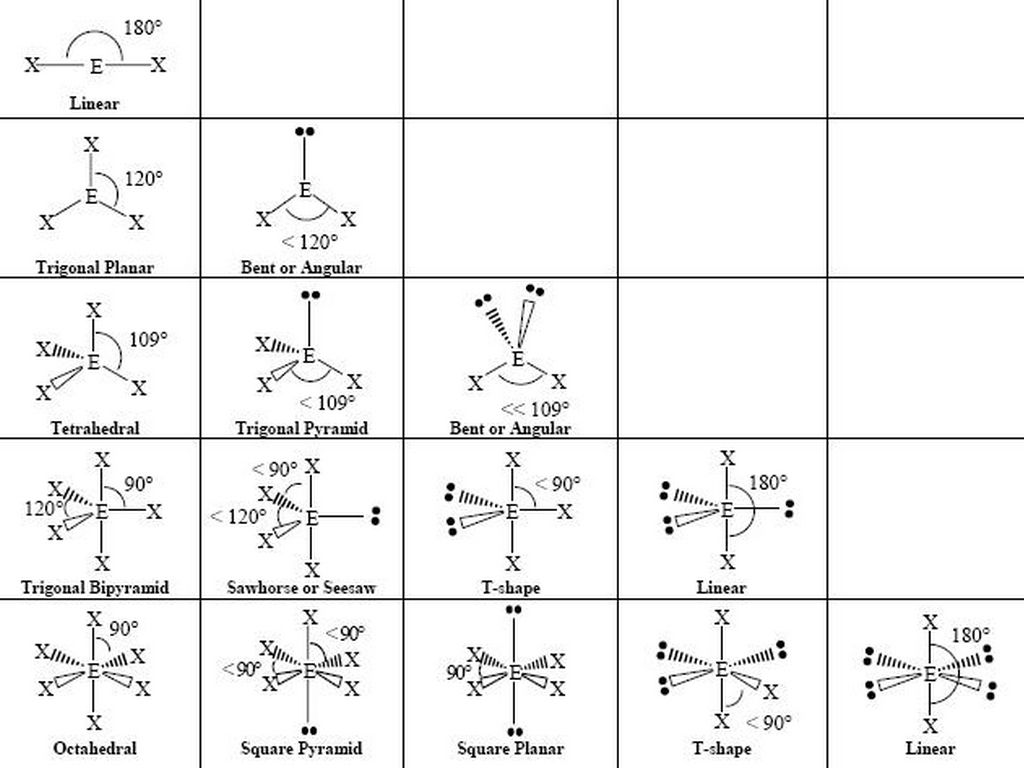 180°
X E X
Linear
X
120°
E
X X
Trigonal Planar
E
X X
< 120°
Bent or Angular
X
109°
X E
X X
Tetrahedral
X E
X X
< 109°
Trigonal Pyramid
E
X X
<< 109°
Bent or Angular
X
X 90°
120° E X
X
X
Trigonal Bipyramid
< 90° X
X
< 120° E
X
X
Sawhorse or Seesaw
X
< 90°
E X
X
T-shape
X
180°
E
X
Linear
X
90°
X X
E
X X
X
Octahedral
X
<90°
X X
<90° E
X X
Square Pyramid
X X
90° E
X X
Square Planar
X
E
X
X < 90°
T-shape
X 180°
E
X
Linear